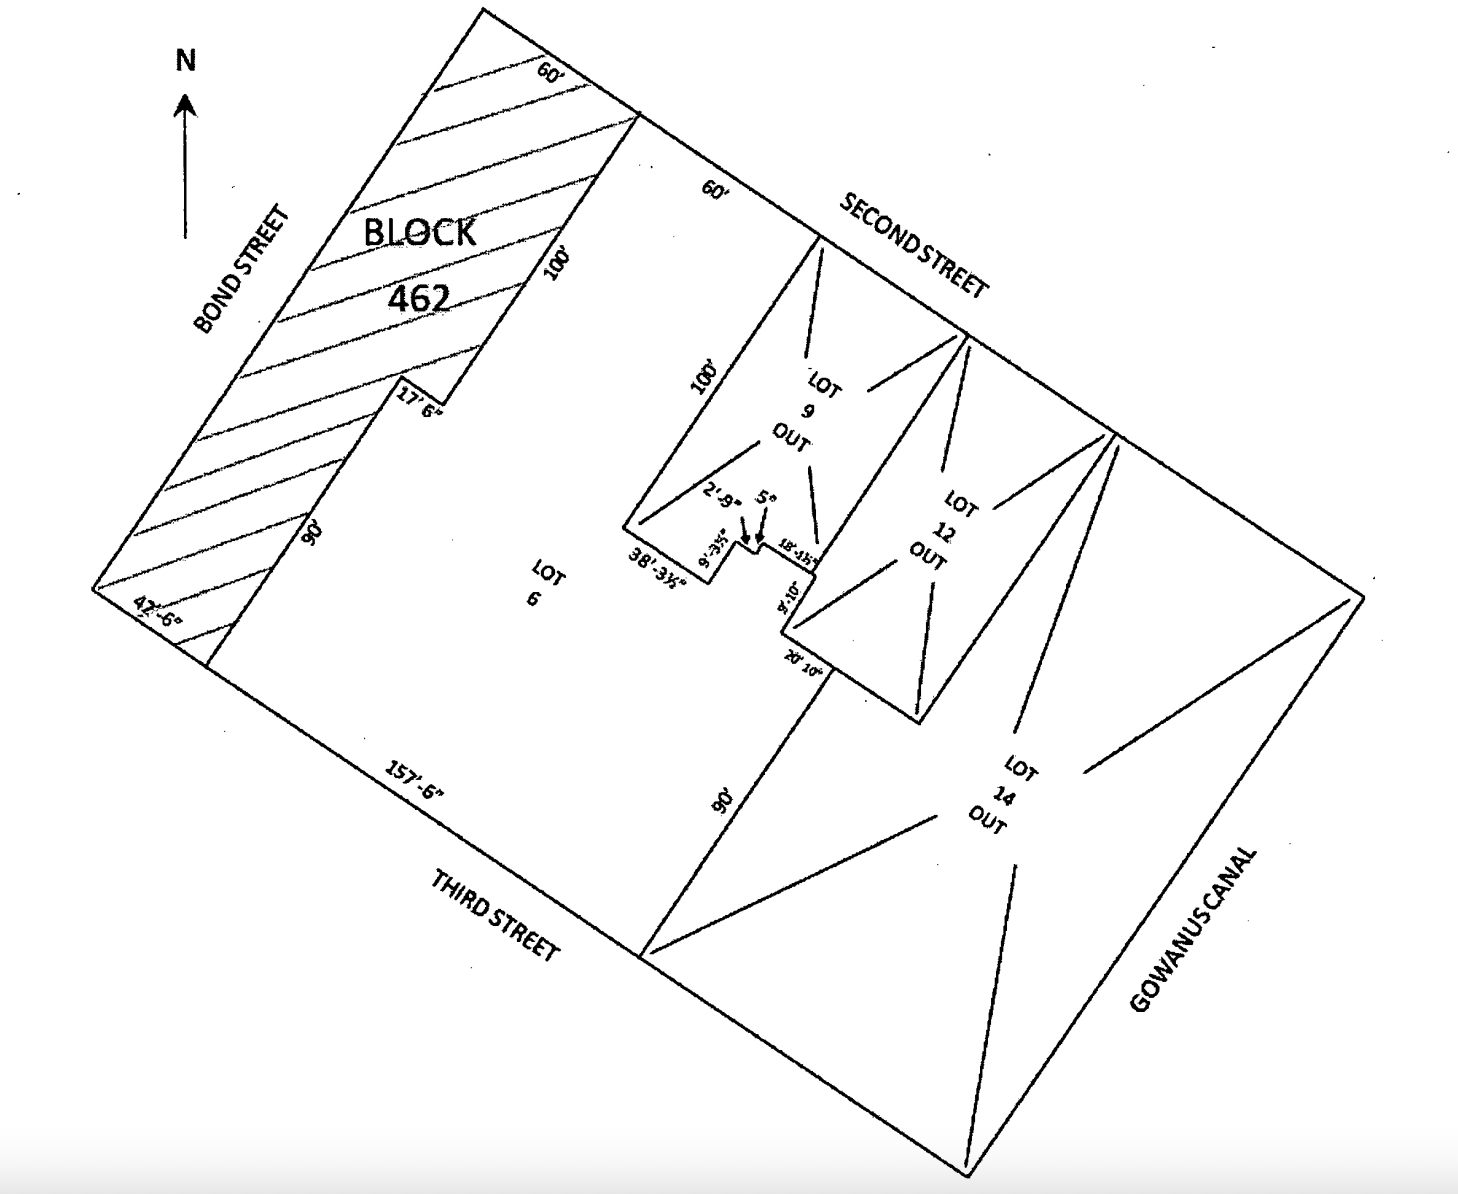 N
60'
60'
SECOND STREET
BOND STREET
BLOCK
462
100'
17' 6"
100'
LOT
9
OUT
2'-9"
5"
LOT
12
OUT
90'
38'-3½"
9'-3½"
18'-4½"
9'-10"
LOT
6
20' 10"
42'-6"
LOT
14
OUT
157'-6"
90'
THIRD STREET
GOWANUS CANAL